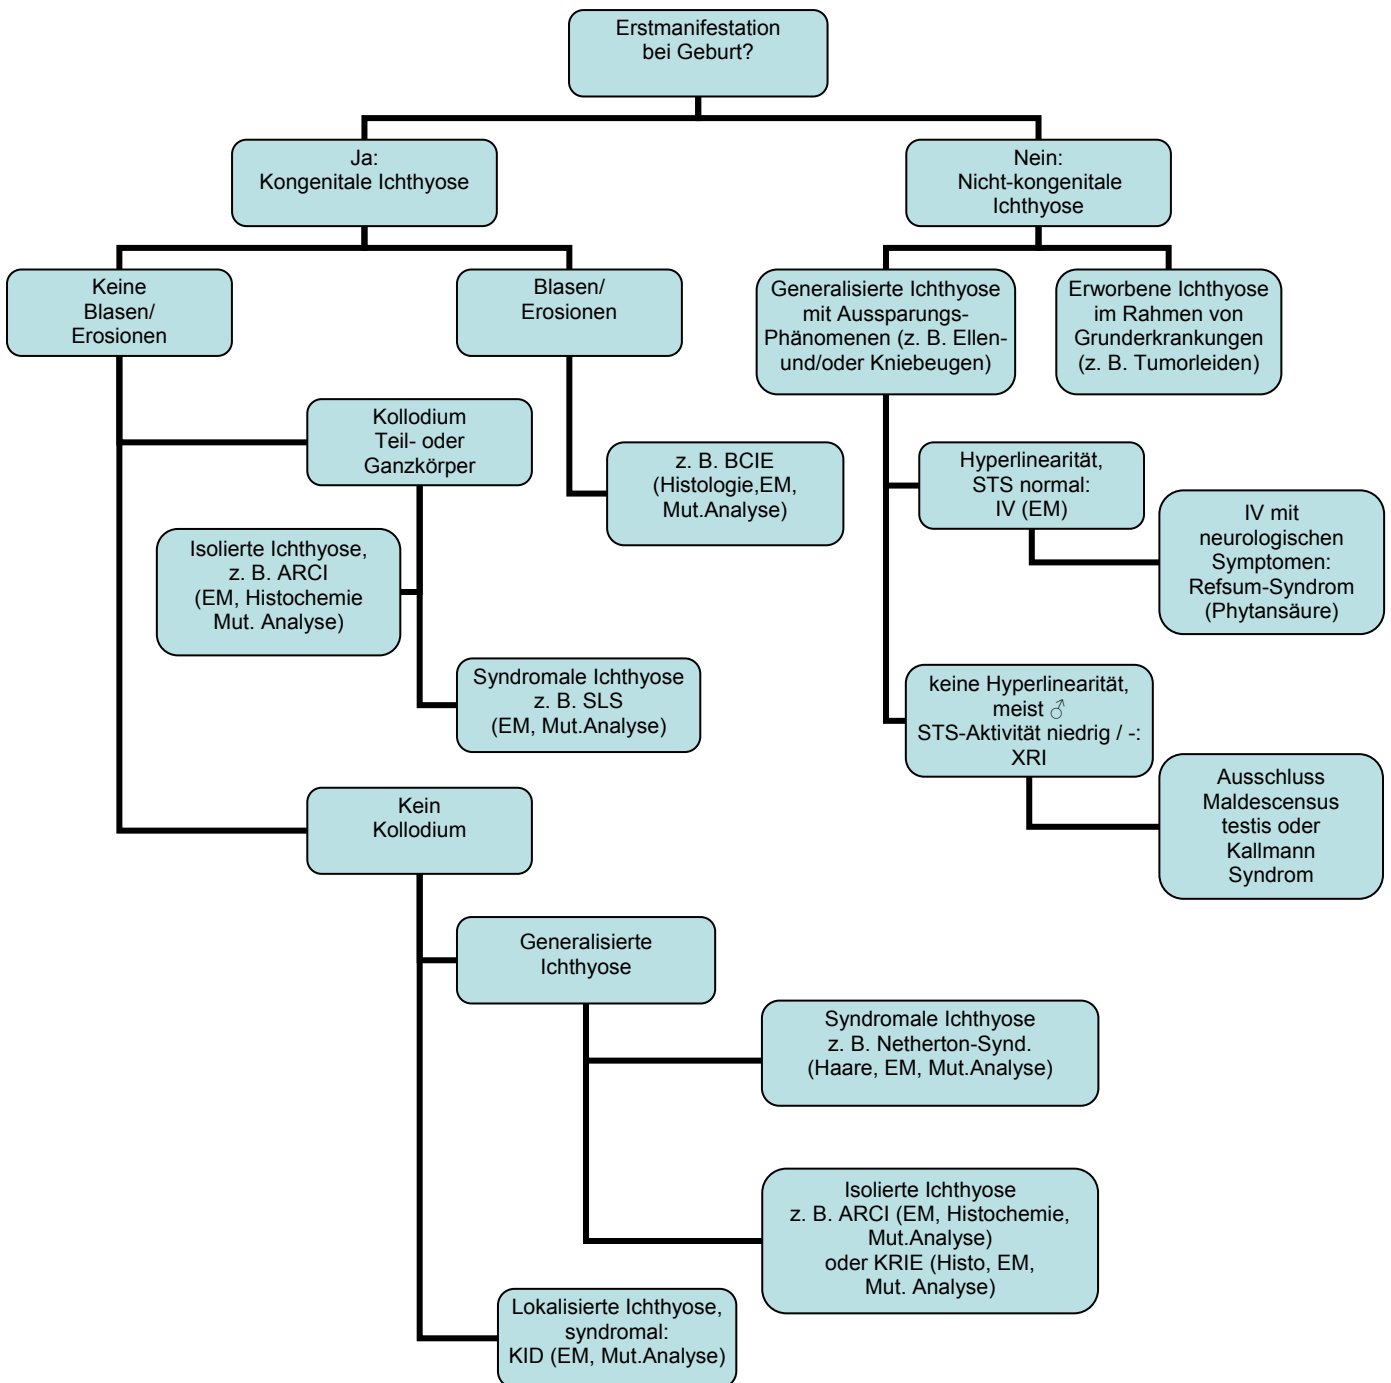 Erstmanifestation
bei Geburt?
Ja:
Kongenitale Ichthyose
Nein:
Nicht-kongenitale
Ichthyose
Keine
Blasen/
Erosionen
Blasen/
Erosionen
Generalisierte Ichthyose
mit Aussparungs-
Phänomenen (z. B. Ellen-
und/oder Kniebeugen)
Erworbene Ichthyose
im Rahmen von
Grunderkrankungen
(z. B. Tumorleiden)
Kollodium
Teil- oder
Ganzkörper
z. B. BCIE
(Histologie,EM,
Mut.Analyse)
Hyperlinearität,
STS normal:
IV (EM)
IV mit
neurologischen
Symptomen:
Refsum-Syndrom
(Phytansäure)
Isolierte Ichthyose,
z. B. ARCI
(EM, Histochemie
Mut. Analyse)
Syndromale Ichthyose
z. B. SLS
(EM, Mut.Analyse)
keine Hyperlinearität,
meist ♂
STS-Aktivität niedrig / -:
XRI
Ausschluss
Maldescensus
testis oder
Kallmann
Syndrom
Kein
Kollodium
Generalisierte
Ichthyose
Syndromale Ichthyose
z. B. Netherton-Synd.
(Haare, EM, Mut.Analyse)
Isolierte Ichthyose
z. B. ARCI (EM, Histochemie,
Mut.Analyse)
oder KRIE (Histo, EM,
Mut. Analyse)
Lokalisierte Ichthyose,
syndromal:
KID (EM, Mut.Analyse)